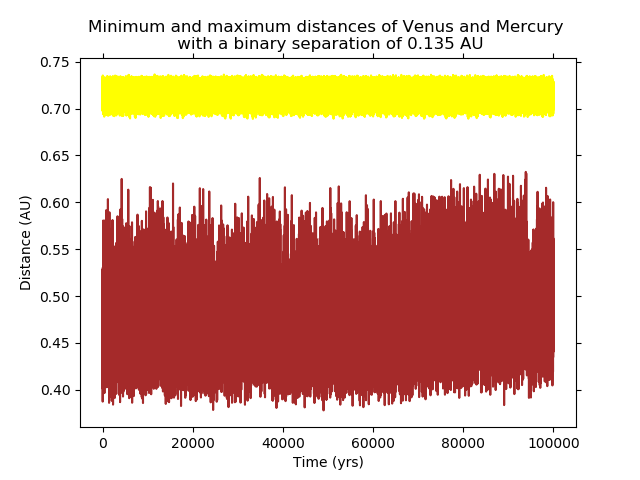 Minimum and maximum distances of Venus and Mercury
with a binary separation of 0.135 AU
0.75
0.70
0.65
0.60
0.55
0.50
0.45
0.40
Distance (AU)
0 20000 40000 60000 80000 100000
Time (yrs)